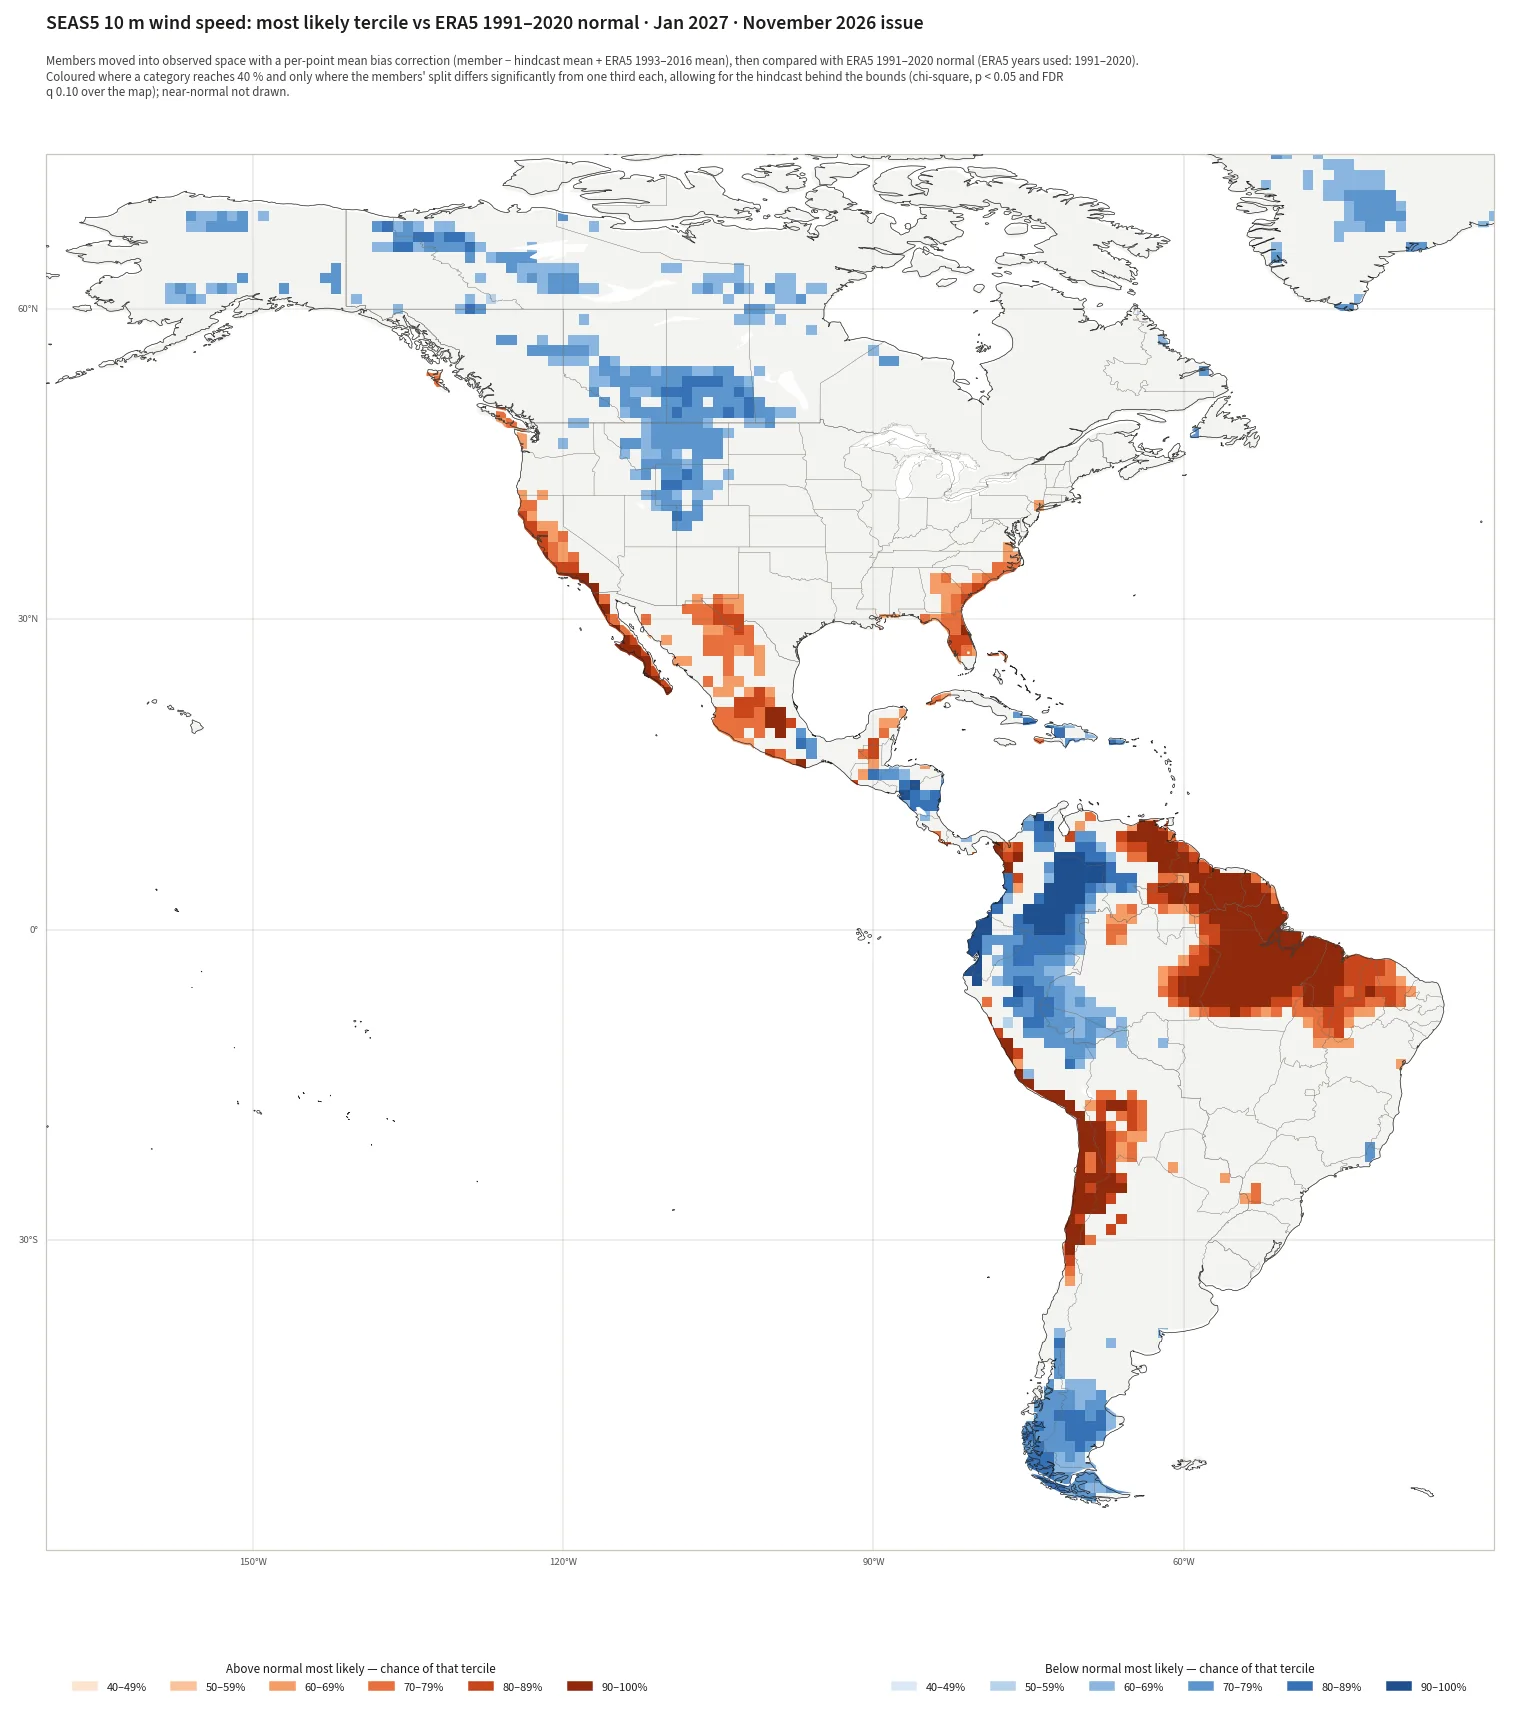 SEAS5 10 m wind speed: most likely tercile vs ERA5 1991–2020 normal · Jan 2027 · November 2026 issue
Members moved into observed space with a per-point mean bias correction (member − hindcast mean + ERA5 1993–2016 mean), then compared with ERA5 1991–2020 normal (ERA5 years used: 1991–2020).
Coloured where a category reaches 40 % and only where the members' split differs significantly from one third each, allowing for the hindcast behind the bounds (chi-square, p < 0.05 and FDR
q 0.10 over the map); near-normal not drawn.
60°N
30°N
0°
30°S
150°W 120°W 90°W 60°W
Above normal most likely — chance of that tercile
40–49% 50–59% 60–69% 70–79% 80–89% 90–100%
Below normal most likely — chance of that tercile
40–49% 50–59% 60–69% 70–79% 80–89% 90–100%